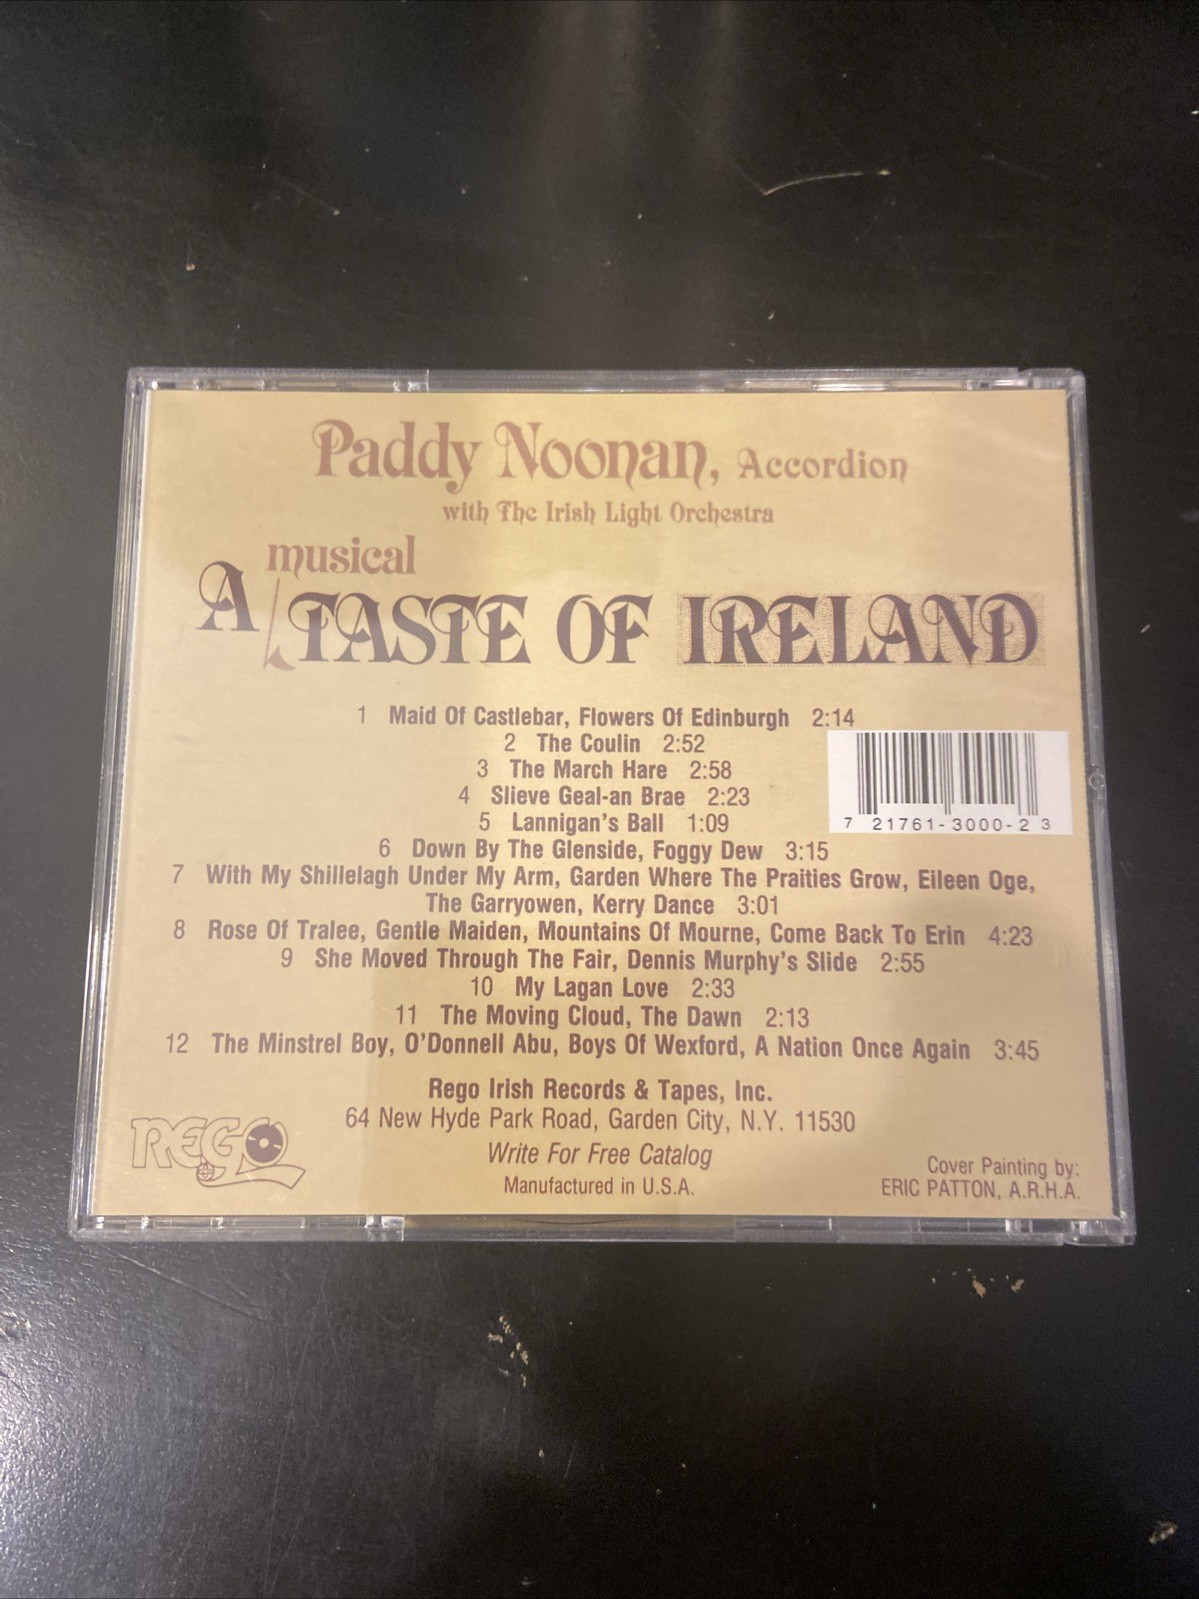 Paddy Noonan, Accordion
with The Irish Light Orchestra
musical
A TASTE OF IRELAND
1 Maid Of Castlebar, Flowers Of Edinburgh 2:14
2 The Coulin 2:52
3 The March Hare 2:58
4 Slieve Geal-an Brae 2:23
5 Lannigan's Ball 1:09
7 21761-3000-2 3
6 Down By The Glenside, Foggy Dew 3:15
7 With My Shillelagh Under My Arm, Garden Where The Praities Grow, Eileen Oge,
The Garryowen, Kerry Dance 3:01
8 Rose Of Tralee, Gentle Maiden, Mountains Of Mourne, Come Back To Erin 4:23
9 She Moved Through The Fair, Dennis Murphy's Slide 2:55
10 My Lagan Love 2:33
11 The Moving Cloud, The Dawn 2:13
12 The Minstrel Boy, O'Donnell Abu, Boys Of Wexford, A Nation Once Again 3:45
Rego Irish Records & Tapes, Inc.
64 New Hyde Park Road, Garden City, N.Y. 11530
Write For Free Catalog
Manufactured in U.S.A.
REGO
Cover Painting by:
ERIC PATTON, A.R.H.A.